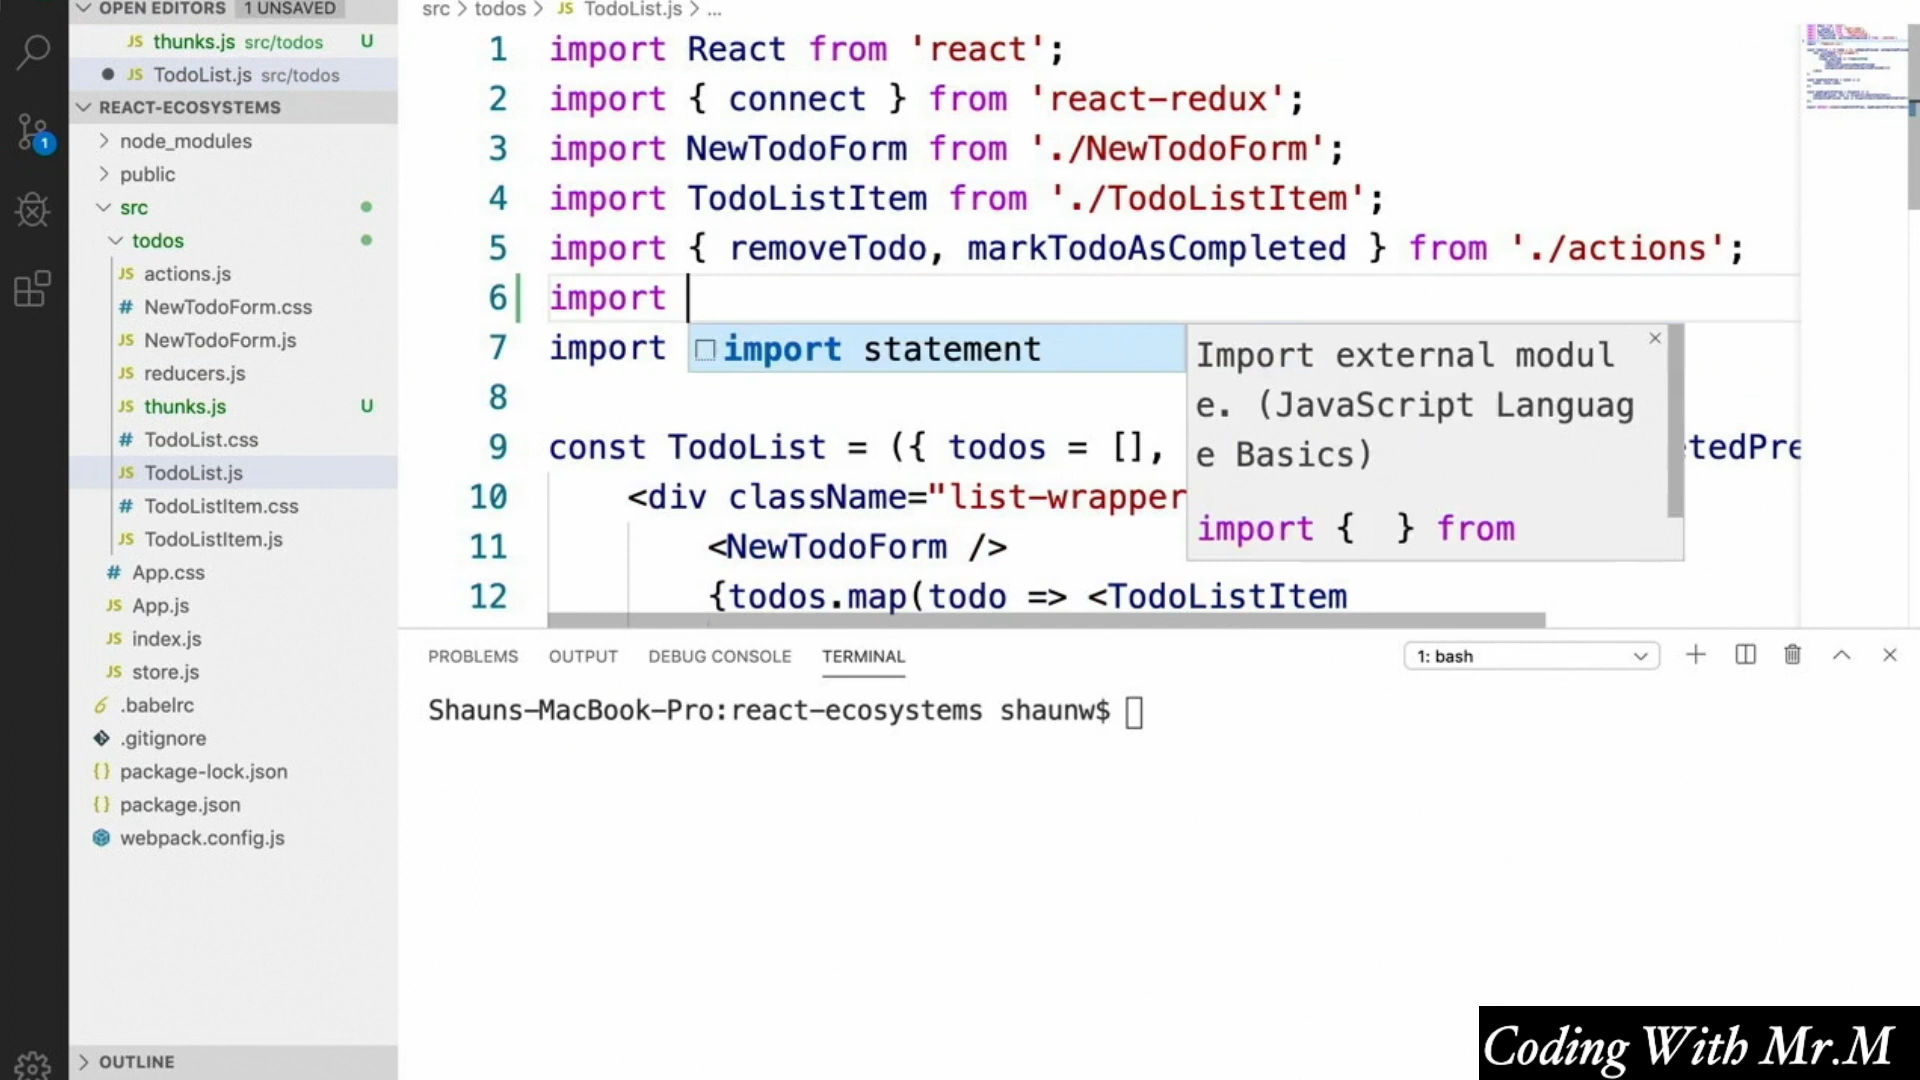 OPEN EDITORS 1 UNSAVED
JS thunks.js src/todos U
JS TodoList.js src/todos
REACT-ECOSYSTEMS
node_modules
public
src
todos
JS actions.js
# NewTodoForm.css
JS NewTodoForm.js
JS reducers.js
JS thunks.js U
# TodoList.css
JS TodoList.js
# TodoListItem.css
JS TodoListItem.js
# App.css
JS App.js
JS index.js
JS store.js
.babelrc
.gitignore
{} package-lock.json
{} package.json
webpack.config.js
OUTLINE
1
src > todos > JS TodoList.js > ...
1 import React from 'react';
2 import { connect } from 'react-redux';
3 import NewTodoForm from './NewTodoForm';
4 import TodoListItem from './TodoListItem';
5 import { removeTodo, markTodoAsCompleted } from './actions';
6 import
7 import
8
9 const TodoList = ({ todos = [], tedPre
10 <div className="list-wrapper
11 <NewTodoForm />
12 {todos.map(todo => <TodoListItem
import statement
Import external modul
e. (JavaScript Languag
e Basics)
import { } from
PROBLEMS OUTPUT DEBUG CONSOLE TERMINAL 1: bash
Shauns-MacBook-Pro:react-ecosystems shaunw$
Coding With Mr.M